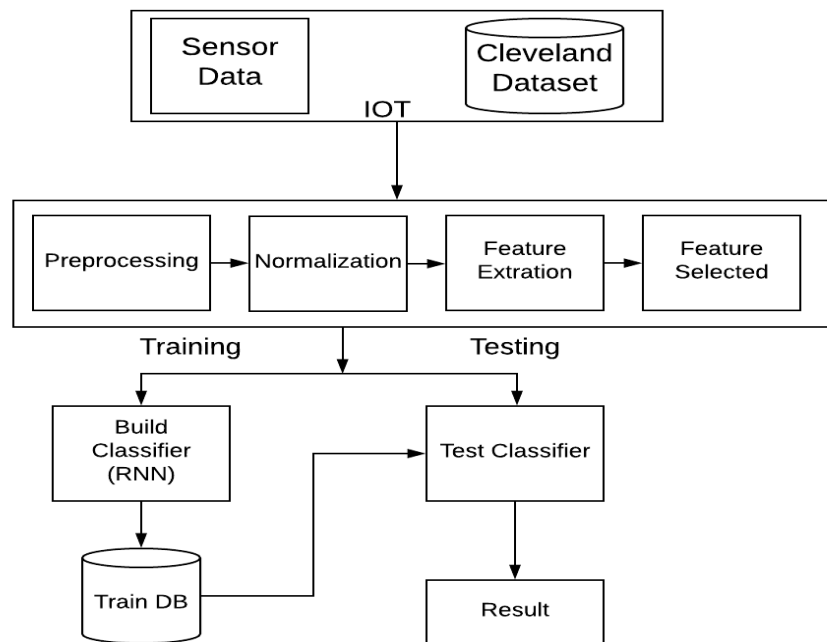 Sensor
Data
Cleveland
Dataset
IOT
Preprocessing
Normalization
Feature
Extration
Feature
Selected
Training
Testing
Build
Classifier
(RNN)
Test Classifier
Train DB
Result